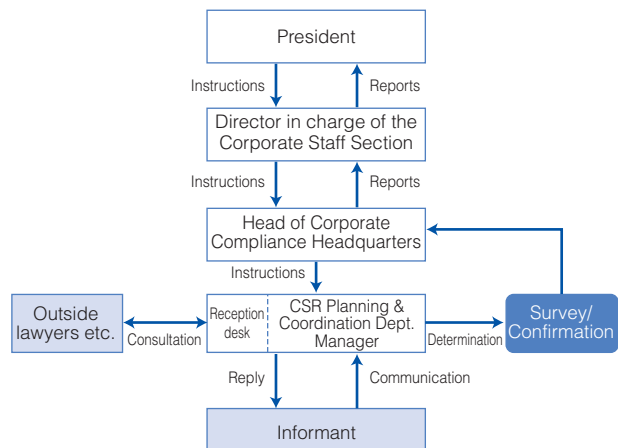 President
Instructions
Reports
Director in charge of the
Corporate Staff Section
Instructions
Reports
Head of Corporate
Compliance Headquarters
Instructions
Outside
lawyers etc.
Consultation
Reception
desk
CSR Planning &
Coordination Dept.
Manager
Determination
Survey/
Confirmation
Reply
Communication
Informant